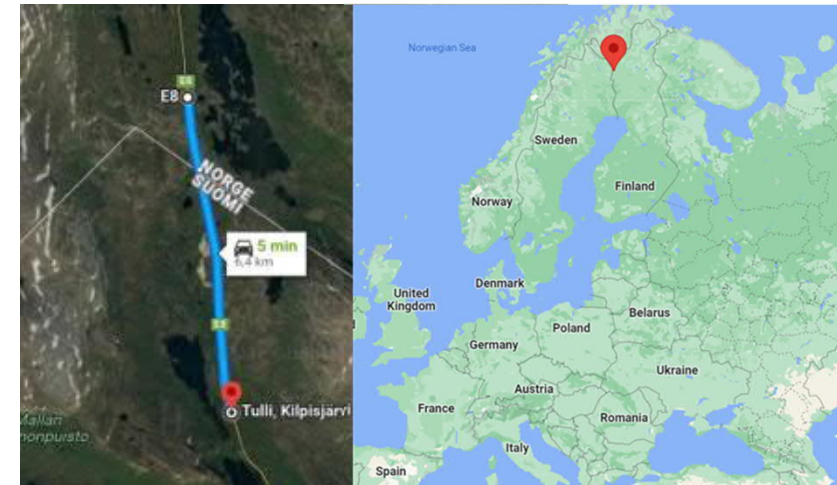 E8
E8
NORGE
SUOMI
5 min
6,4 km
E8
Tulli, Kilpisjärvi
Mallan
Norwegian Sea
Sweden
Finland
Norway
Denmark
United
Kingdom
Belarus
Poland
Germany
Ukraine
Austria
France
Romania
Italy
Spain